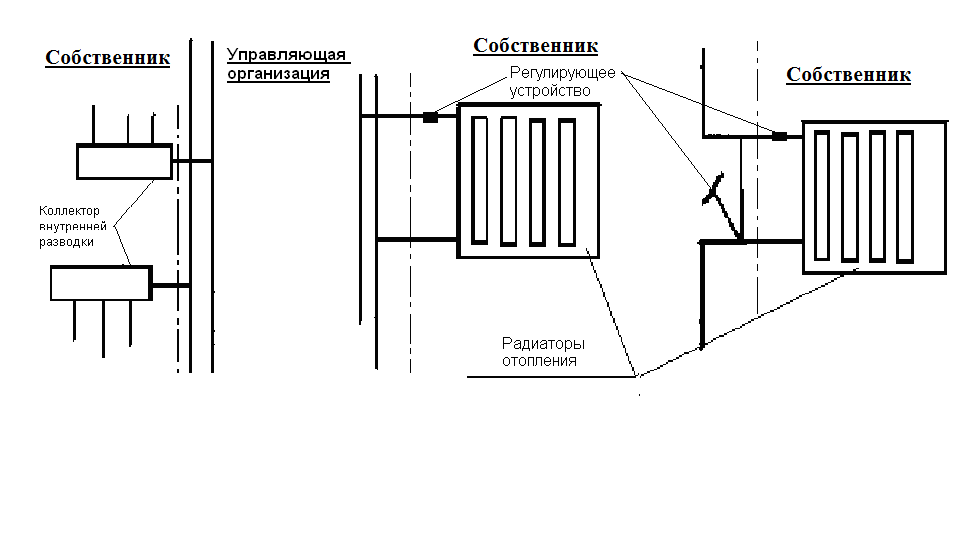 Собственник
Управляющая
организация
Собственник
Собственник
Регулирующее
устройство
Коллектор
внутренней
разводки
Радиаторы
отопления